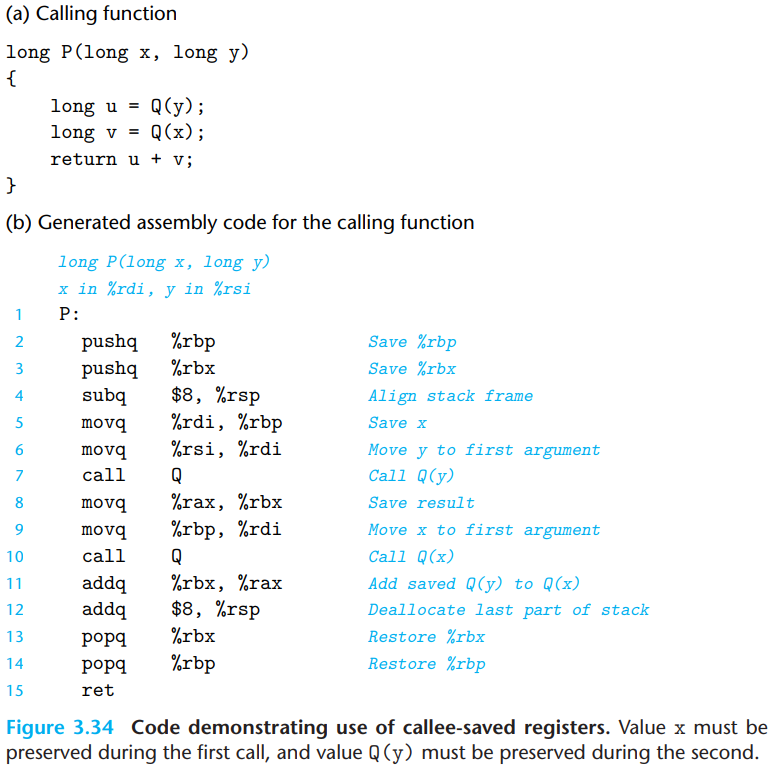 (a) Calling function
long P(long x, long y)
{
    long u = Q(y);
    long v = Q(x);
    return u + v;
}
(b) Generated assembly code for the calling function
long P(long x, long y)
x in %rdi, y in %rsi
1 P:
2 pushq %rbp Save %rbp
3 pushq %rbx Save %rbx
4 subq $8, %rsp Align stack frame
5 movq %rdi, %rbp Save x
6 movq %rsi, %rdi Move y to first argument
7 call Q Call Q(y)
8 movq %rax, %rbx Save result
9 movq %rbp, %rdi Move x to first argument
10 call Q Call Q(x)
11 addq %rbx, %rax Add saved Q(y) to Q(x)
12 addq $8, %rsp Deallocate last part of stack
13 popq %rbx Restore %rbx
14 popq %rbp Restore %rbp
15 ret
Figure 3.34 Code demonstrating use of callee-saved registers. Value x must be
preserved during the first call, and value Q(y) must be preserved during the second.